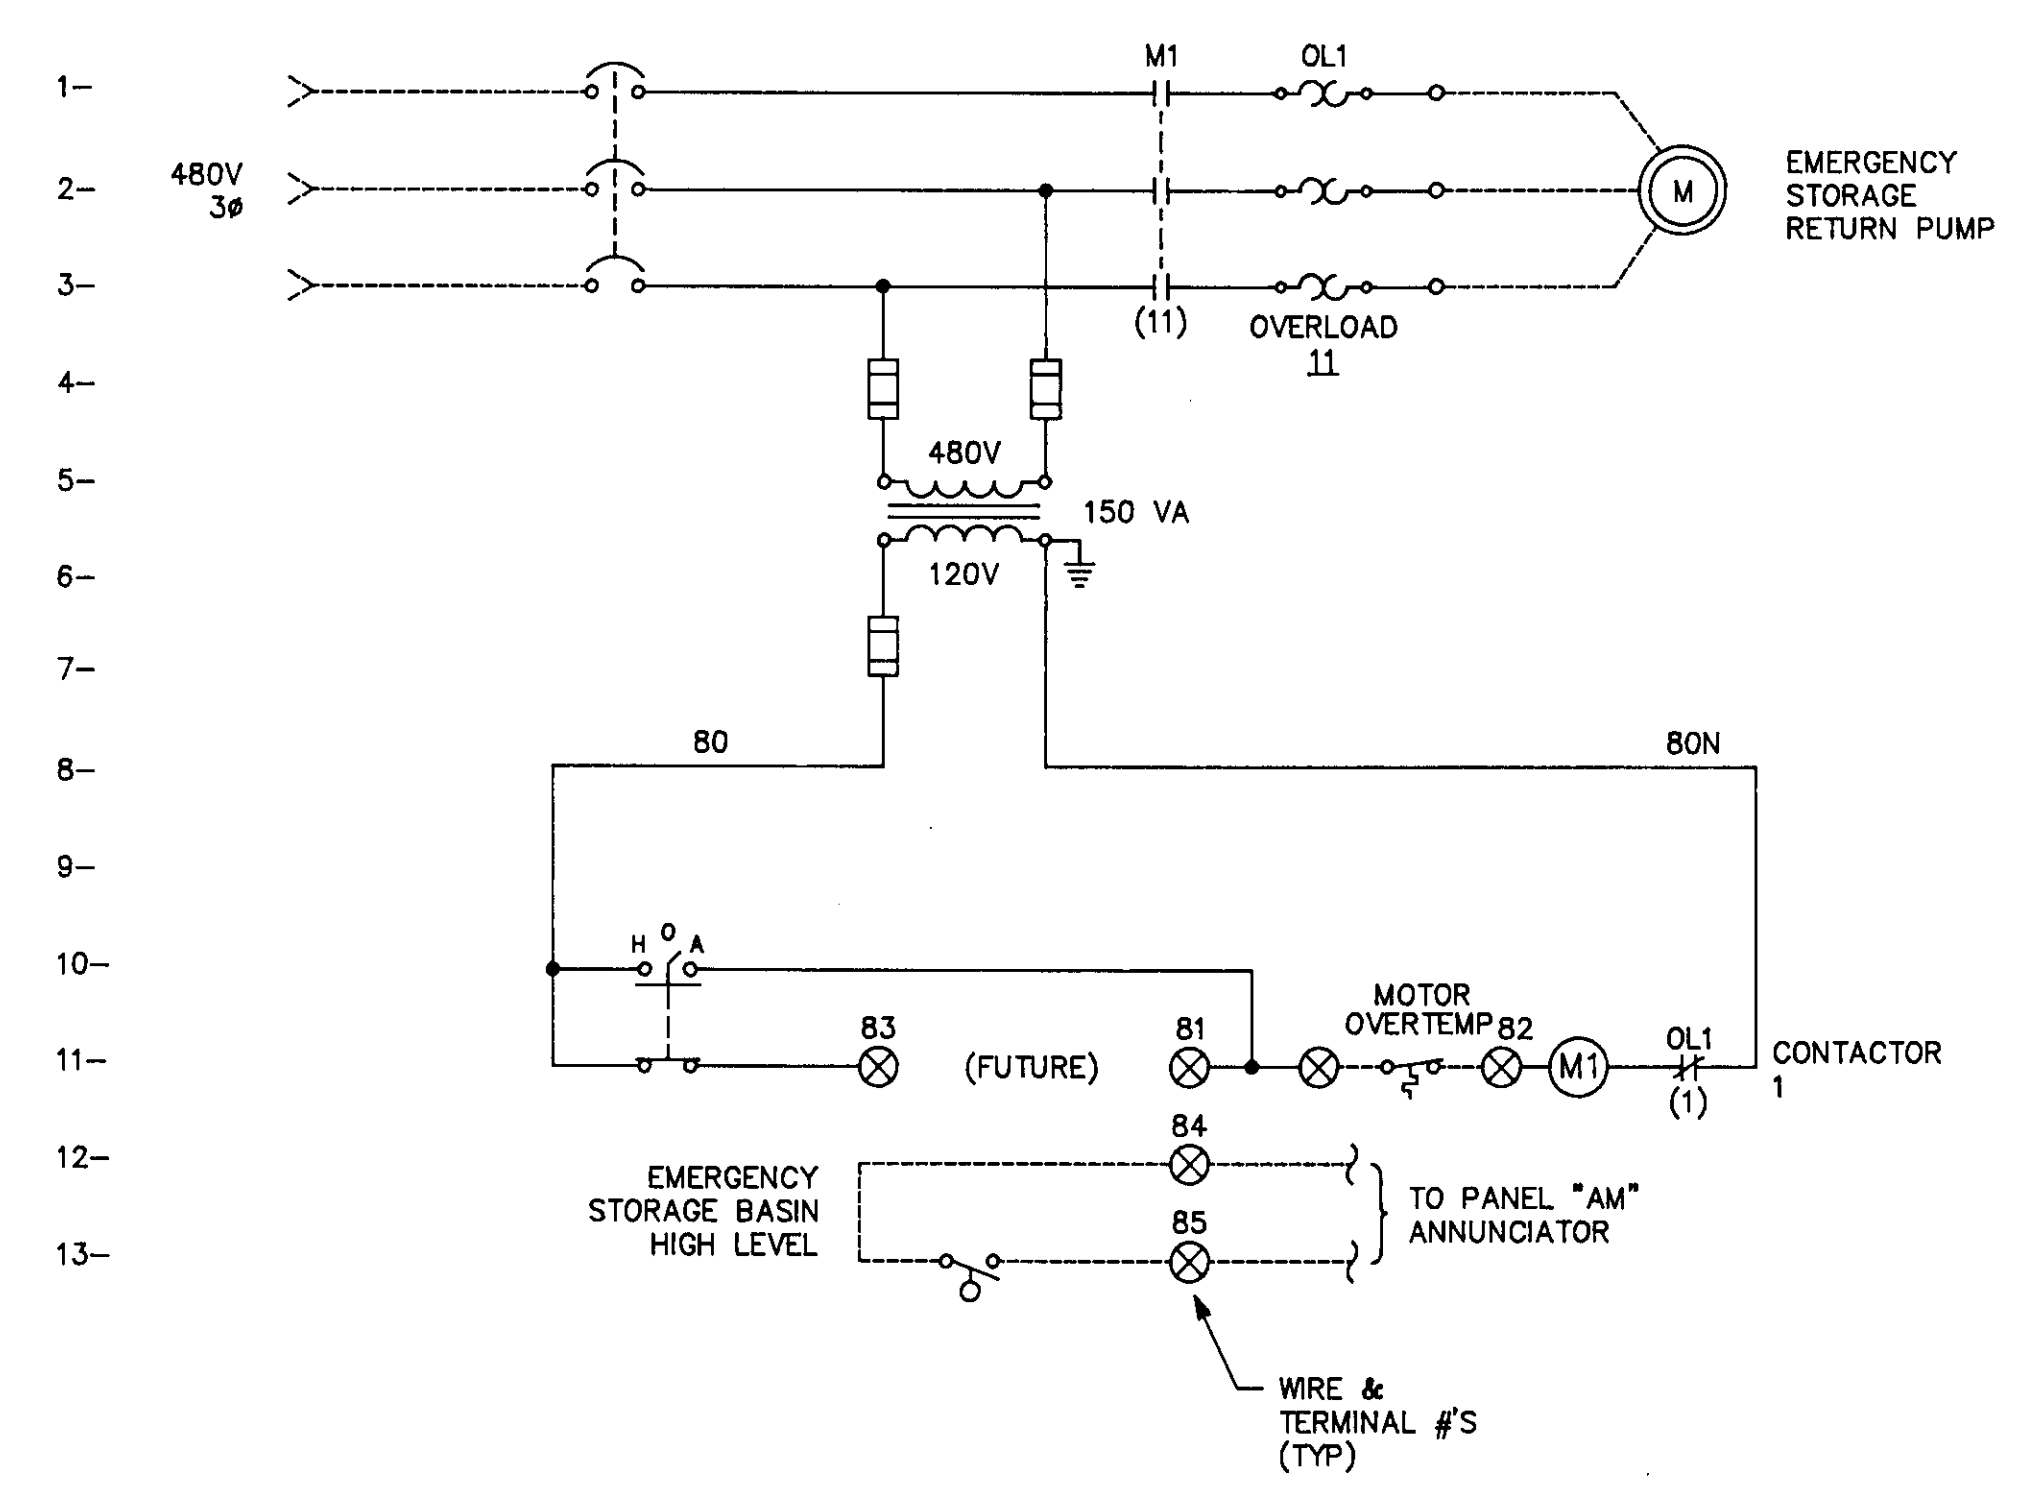 M1 OL1
1-
480V
3ø
2-
EMERGENCY
STORAGE
RETURN PUMP
M
3-
(11)
OVERLOAD
11
4-
480V
5-
150 VA
120V
6-
7-
80
80N
8-
9-
H O A
10-
MOTOR
OVERTEMP
83
81
82
OL1
11-
(FUTURE)
M1
(1)
CONTACTOR
1
84
12-
EMERGENCY
STORAGE BASIN
HIGH LEVEL
TO PANEL "AM"
ANNUNCIATOR
85
13-
WIRE &
TERMINAL #'S
(TYP)